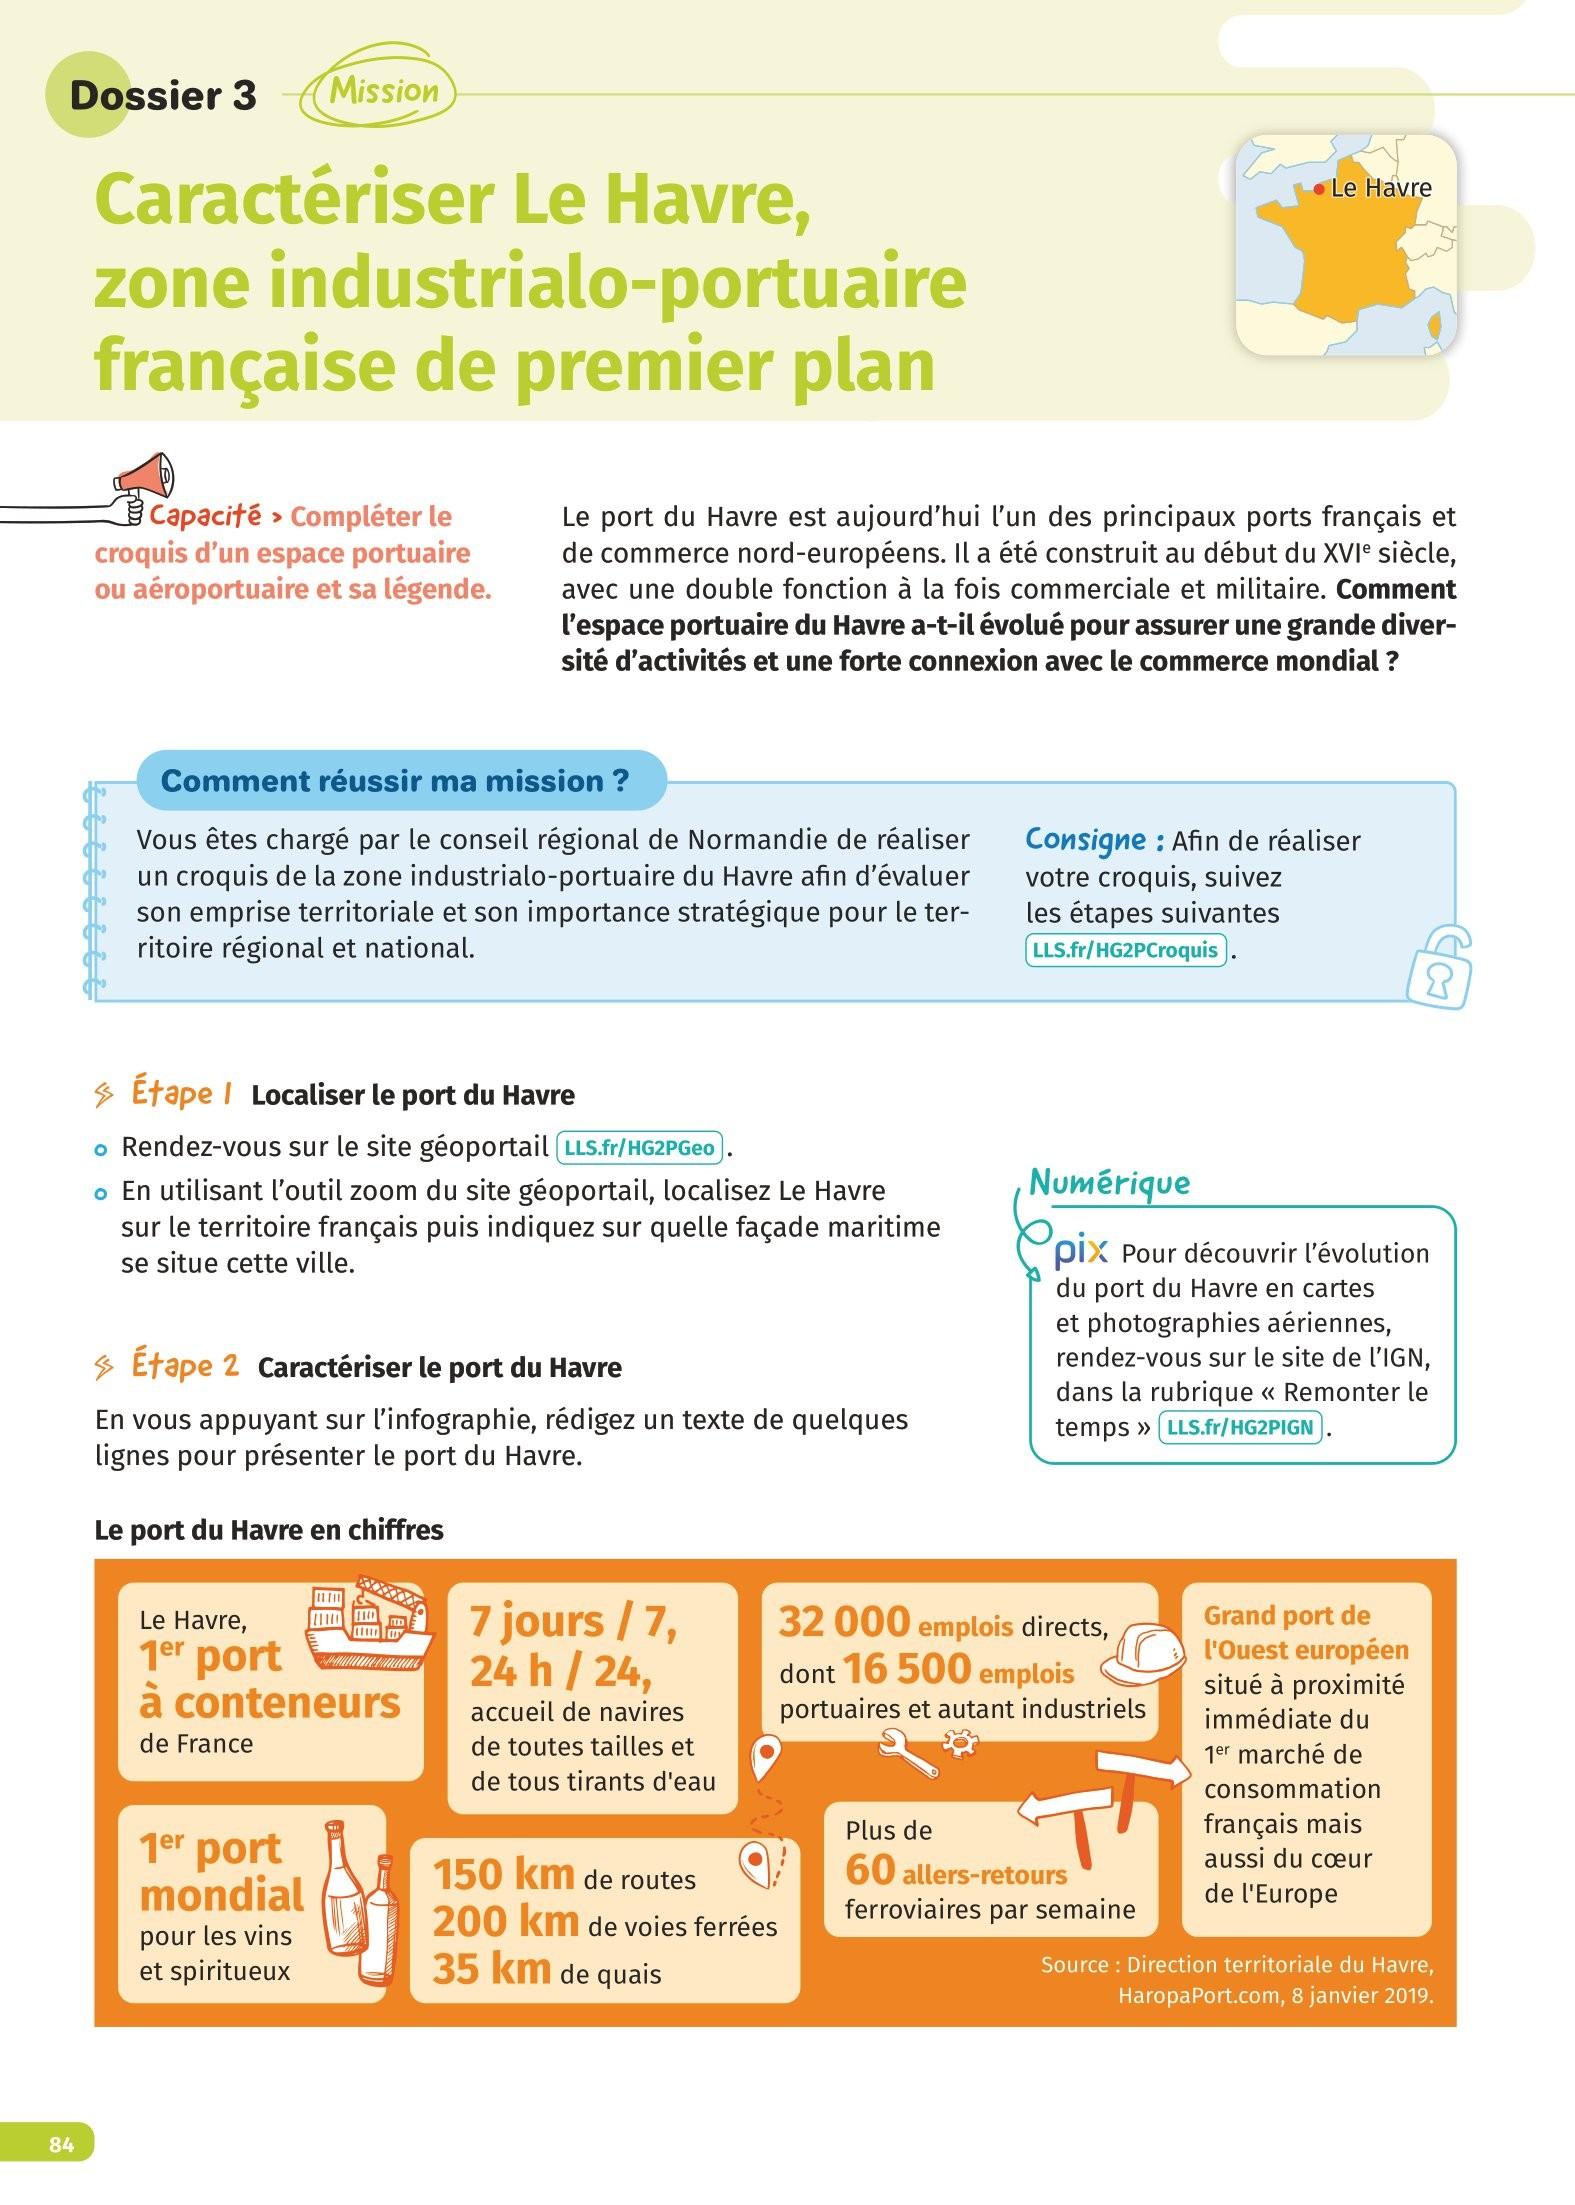 Dossier 3
Mission
Caractériser Le Havre,
zone industrialo-portuaire
française de premier plan
Le Havre
Capacité > Compléter le
croquis d'un espace portuaire
ou aéroportuaire et sa légende.
Le port du Havre est aujourd'hui l'un des principaux ports français et
de commerce nord-européens. Il a été construit au début du XVIe siècle,
avec une double fonction à la fois commerciale et militaire. Comment
l'espace portuaire du Havre a-t-il évolué pour assurer une grande diver-
sité d'activités et une forte connexion avec le commerce mondial ?
Comment réussir ma mission ?
Vous êtes chargé par le conseil régional de Normandie de réaliser
un croquis de la zone industrialo-portuaire du Havre afin d'évaluer
son emprise territoriale et son importance stratégique pour le ter-
ritoire régional et national.
Consigne : Afin de réaliser
votre croquis, suivez
les étapes suivantes
LLS.fr/HG2PCroquis .
Étape 1 Localiser le port du Havre
Rendez-vous sur le site géoportail LLS.fr/HG2PGeo .
En utilisant l'outil zoom du site géoportail, localisez Le Havre
sur le territoire français puis indiquez sur quelle façade maritime
se situe cette ville.
Numérique
pix Pour découvrir l'évolution
du port du Havre en cartes
et photographies aériennes,
rendez-vous sur le site de l'IGN,
dans la rubrique « Remonter le
temps » LLS.fr/HG2PIGN .
Étape 2 Caractériser le port du Havre
En vous appuyant sur l'infographie, rédigez un texte de quelques
lignes pour présenter le port du Havre.
Le port du Havre en chiffres
Le Havre,
1er port
à conteneurs
de France
7 jours / 7,
24 h / 24,
accueil de navires
de toutes tailles et
de tous tirants d'eau
32 000 emplois directs,
dont 16 500 emplois
portuaires et autant industriels
Grand port de
l'Ouest européen
situé à proximité
immédiate du
1er marché de
consommation
français mais
aussi du cœur
de l'Europe
1er port
mondial
pour les vins
et spiritueux
150 km de routes
200 km de voies ferrées
35 km de quais
Plus de
60 allers-retours
ferroviaires par semaine
Source : Direction territoriale du Havre,
HaropaPort.com, 8 janvier 2019.
84